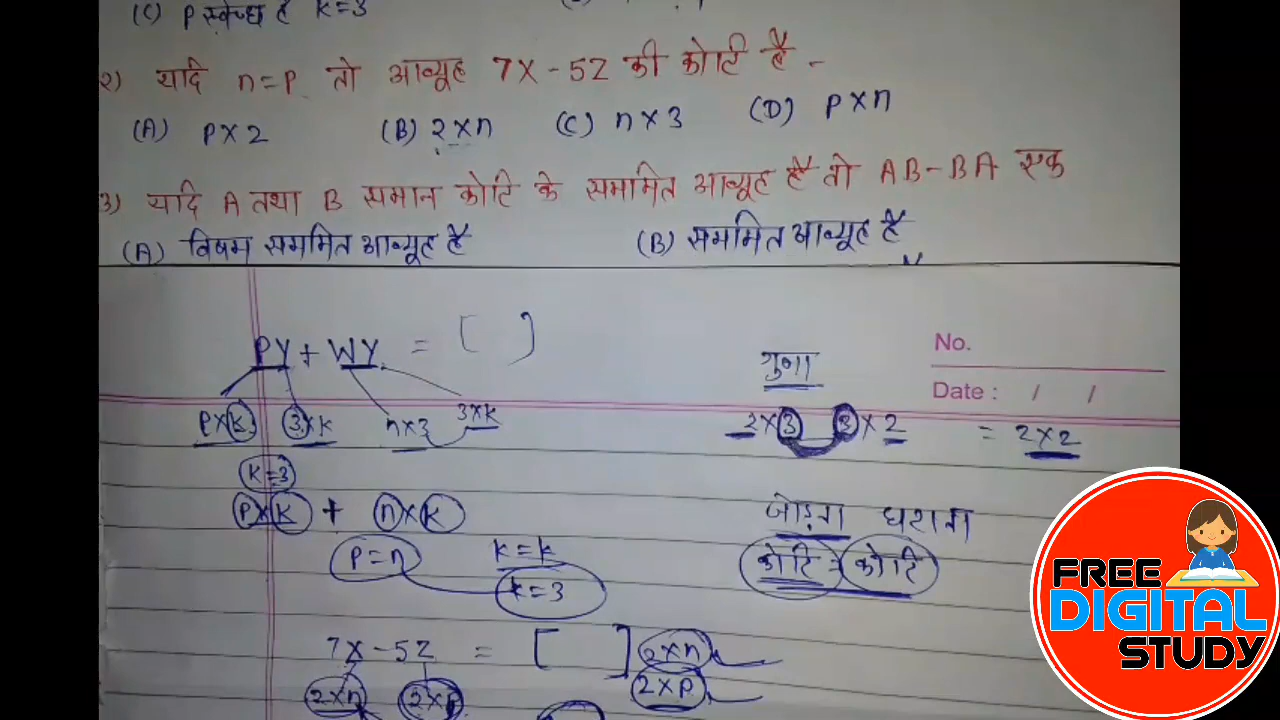 (C) P स्वेच्छ है K=3
२) यदि n=P तो आव्यूह 7X-5Z की कोटि है -
(A) P×2 (B) 2×n (C) n×3 (D) P×n
३) यदि A तथा B समान कोटि के सममित आव्यूह है तो AB-BA एक
(A) विषम सममित आव्यूह है (B) सममित आव्यूह है
PY + WY = [ ]
गुणा
No.
Date : / /
P×K 3×K n×3 3×K
2×3 3×2 = 2×2
K=3
P×K + n×K
जोड़ना घटाना
P=n K=K
कोटि = कोटि
K=3
7X-5Z = [ ] 2×n
2×n 2×P 2×P
FREE
DIGITAL
STUDY